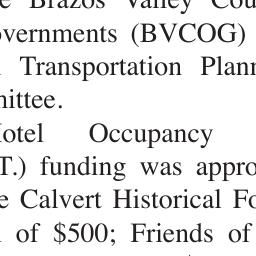 Brazos Valley Cou
overnments (BVCOG)
Transportation Plann
mittee.
Hotel Occupancy
T.) funding was appro
e Calvert Historical Fo
of $500; Friends of